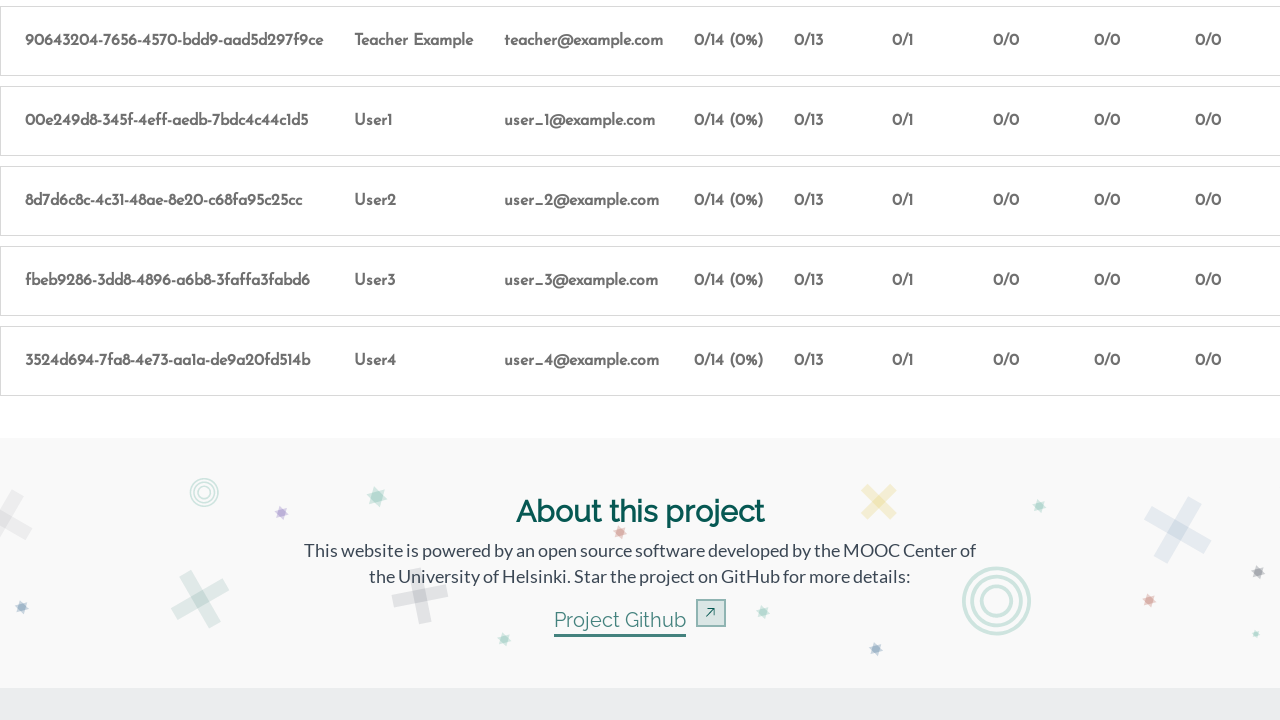 90643204-7656-4570-bdd9-aad5d297f9ce Teacher Example teacher@example.com 0/14 (0%) 0/13 0/1 0/0 0/0 0/0
00e249d8-345f-4eff-aedb-7bdc4c44c1d5 User1 user_1@example.com 0/14 (0%) 0/13 0/1 0/0 0/0 0/0
8d7d6c8c-4c31-48ae-8e20-c68fa95c25cc User2 user_2@example.com 0/14 (0%) 0/13 0/1 0/0 0/0 0/0
fbeb9286-3dd8-4896-a6b8-3faffa3fabd6 User3 user_3@example.com 0/14 (0%) 0/13 0/1 0/0 0/0 0/0
3524d694-7fa8-4e73-aa1a-de9a20fd514b User4 user_4@example.com 0/14 (0%) 0/13 0/1 0/0 0/0 0/0
About this project
This website is powered by an open source software developed by the MOOC Center of
the University of Helsinki. Star the project on GitHub for more details:
Project Github